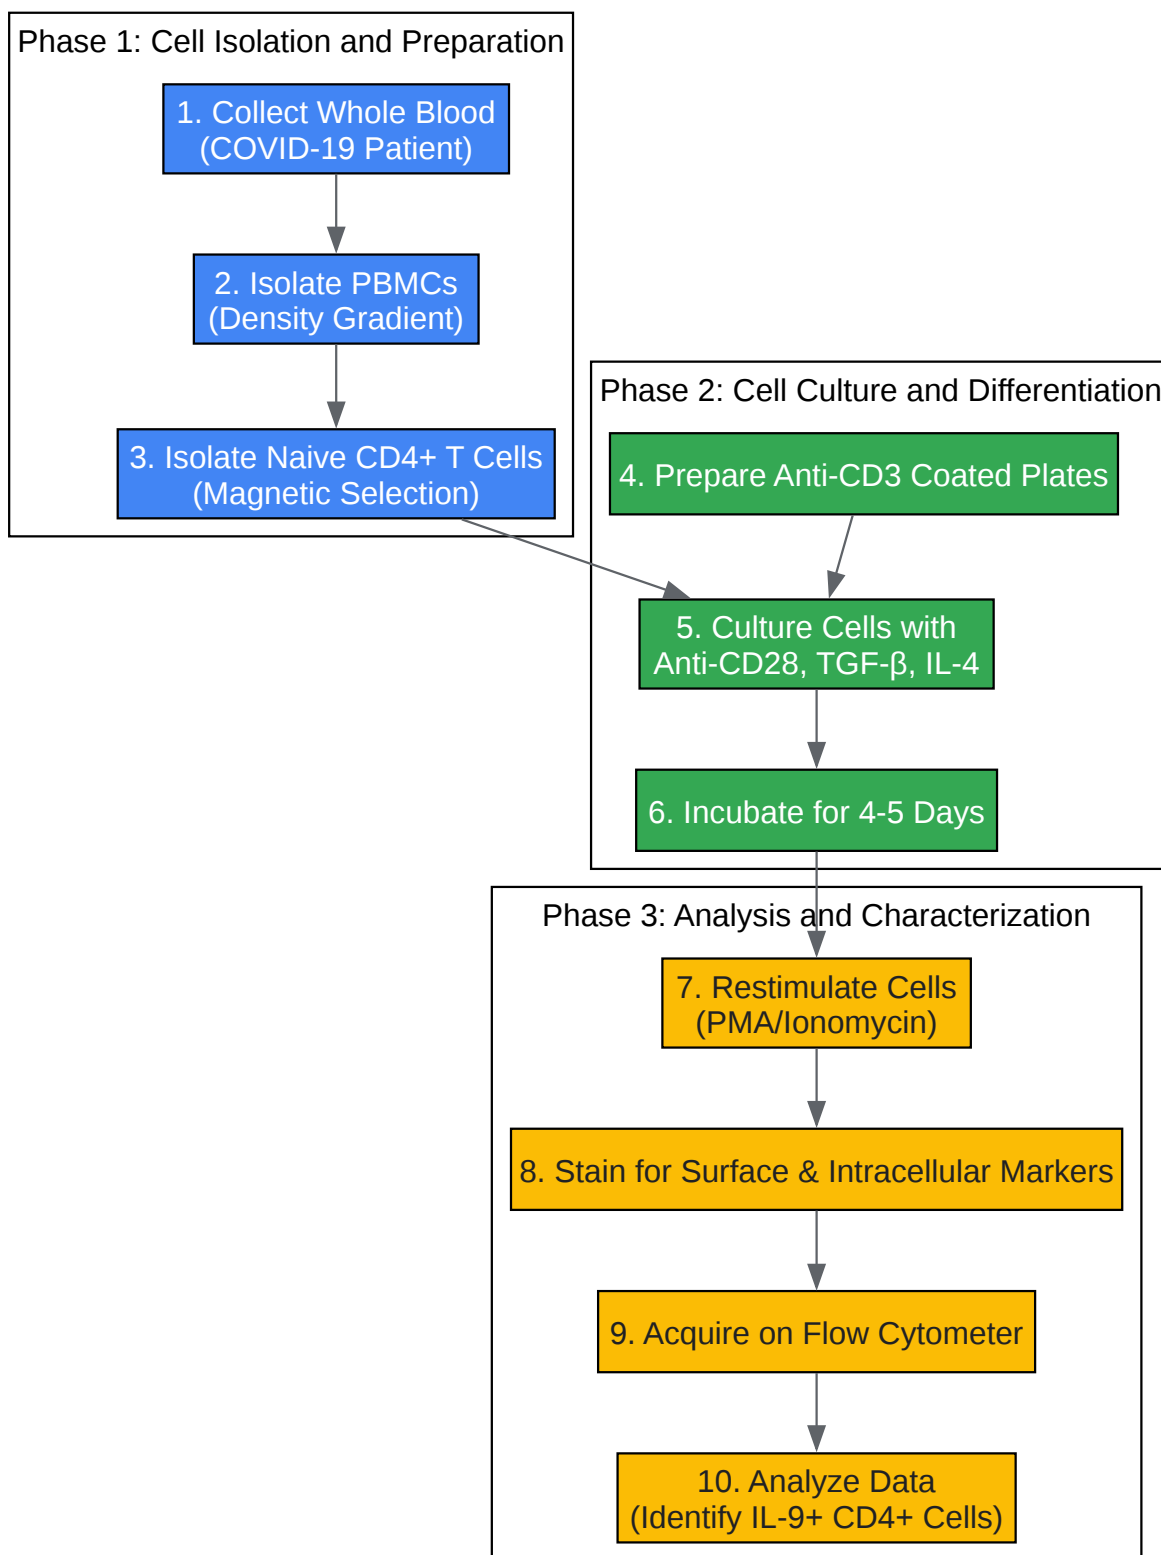 Phase 1: Cell Isolation and Preparation
1. Collect Whole Blood
(COVID-19 Patient)
2. Isolate PBMCs
(Density Gradient)
3. Isolate Naive CD4+ T Cells
(Magnetic Selection)
Phase 2: Cell Culture and Differentiation
4. Prepare Anti-CD3 Coated Plates
5. Culture Cells with
Anti-CD28, TGF-β, IL-4
6. Incubate for 4-5 Days
Phase 3: Analysis and Characterization
7. Restimulate Cells
(PMA/Ionomycin)
8. Stain for Surface & Intracellular Markers
9. Acquire on Flow Cytometer
10. Analyze Data
(Identify IL-9+ CD4+ Cells)